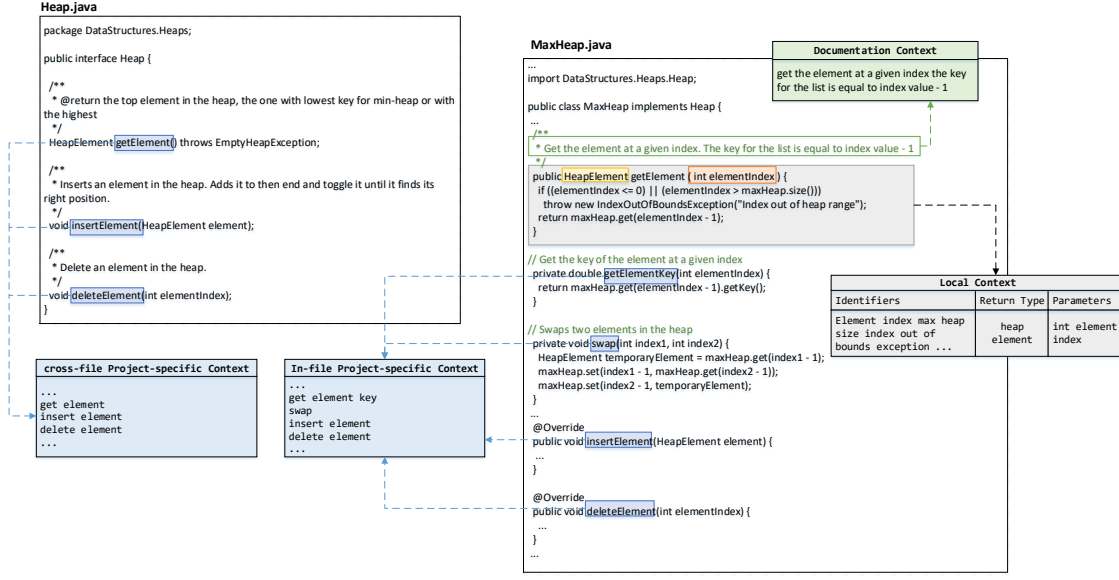 Heap.java
package DataStructures.Heaps;
public interface Heap {
/**
* @return the top element in the heap, the one with lowest key for min-heap or with
the highest
*/
HeapElement getElement() throws EmptyHeapException;
/**
* Inserts an element in the heap. Adds it to then end and toggle it until it finds its
right position.
*/
void insertElement(HeapElement element);
/**
* Delete an element in the heap.
*/
void deleteElement(int elementIndex);
}
cross-file Project-specific Context
...
get element
insert element
delete element
...
In-file Project-specific Context
...
get element key
swap
insert element
delete element
...
MaxHeap.java
...
import DataStructures.Heaps.Heap;
public class MaxHeap implements Heap {
...
/**
* Get the element at a given index. The key for the list is equal to index value - 1
*/
public HeapElement getElement ( int elementIndex ) {
if ((elementIndex <= 0) || (elementIndex > maxHeap.size()))
throw new IndexOutOfBoundsException("Index out of heap range");
return maxHeap.get(elementIndex - 1);
}
// Get the key of the element at a given index
private double getElementKey(int elementIndex) {
return maxHeap.get(elementIndex - 1).getKey();
}
// Swaps two elements in the heap
private void swap(int index1, int index2) {
HeapElement temporaryElement = maxHeap.get(index1 - 1);
maxHeap.set(index1 - 1, maxHeap.get(index2 - 1));
maxHeap.set(index2 - 1, temporaryElement);
}
...
@Override
public void insertElement(HeapElement element) {
...
}
@Override
public void deleteElement(int elementIndex) {
...
}
...
Documentation Context
get the element at a given index the key
for the list is equal to index value - 1
Local Context
Identifiers Return Type Parameters
Element index max heap
size index out of
bounds exception ...
heap
element
int element
index